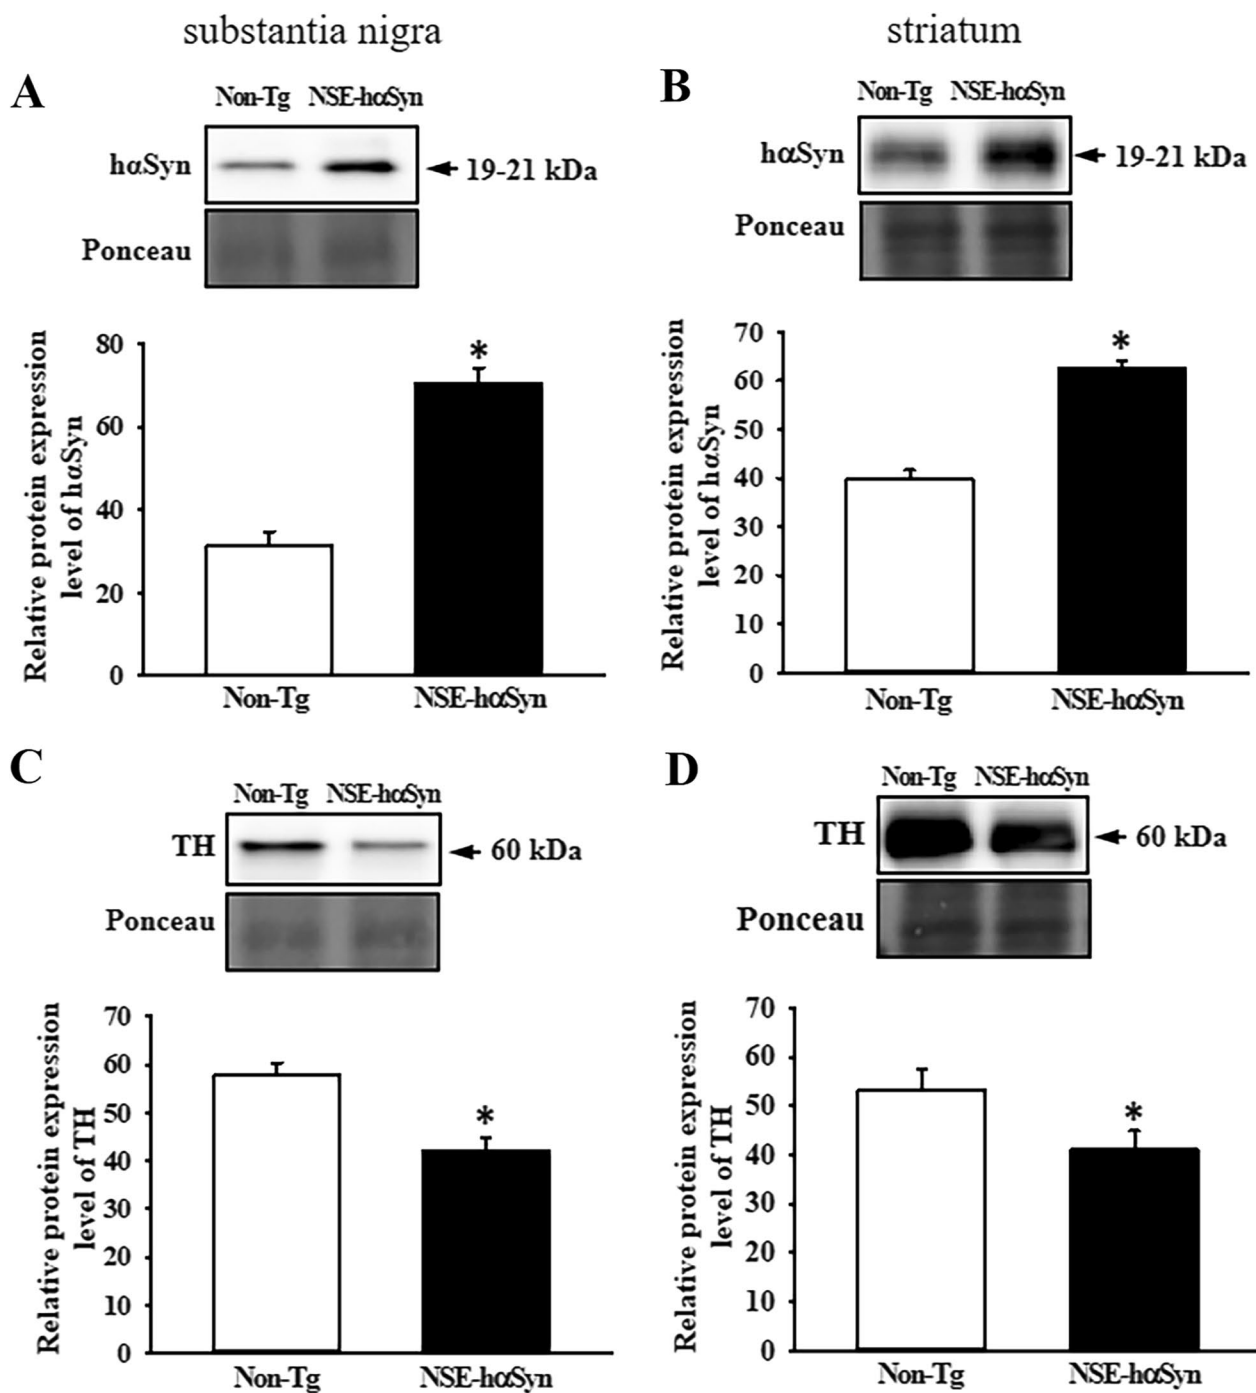 substantia nigra
striatum
A
Non-Tg NSE-hαSyn
hαSyn
19-21 kDa
Ponceau
Relative protein expression
level of hαSyn
80
60
40
20
0
Non-Tg
NSE-hαSyn
B
Non-Tg NSE-hαSyn
hαSyn
19-21 kDa
Ponceau
Relative protein expression
level of hαSyn
70
60
50
40
30
20
10
0
*
*
Non-Tg
NSE-hαSyn
C
Non-Tg NSE-hαSyn
TH
60 kDa
Ponceau
Relative protein expression
level of TH
70
60
50
40
30
20
10
0
*
Non-Tg
NSE-hαSyn
D
Non-Tg NSE-hαSyn
TH
60 kDa
Ponceau
Relative protein expression
level of TH
70
60
50
40
30
20
10
0
*
Non-Tg
NSE-hαSyn